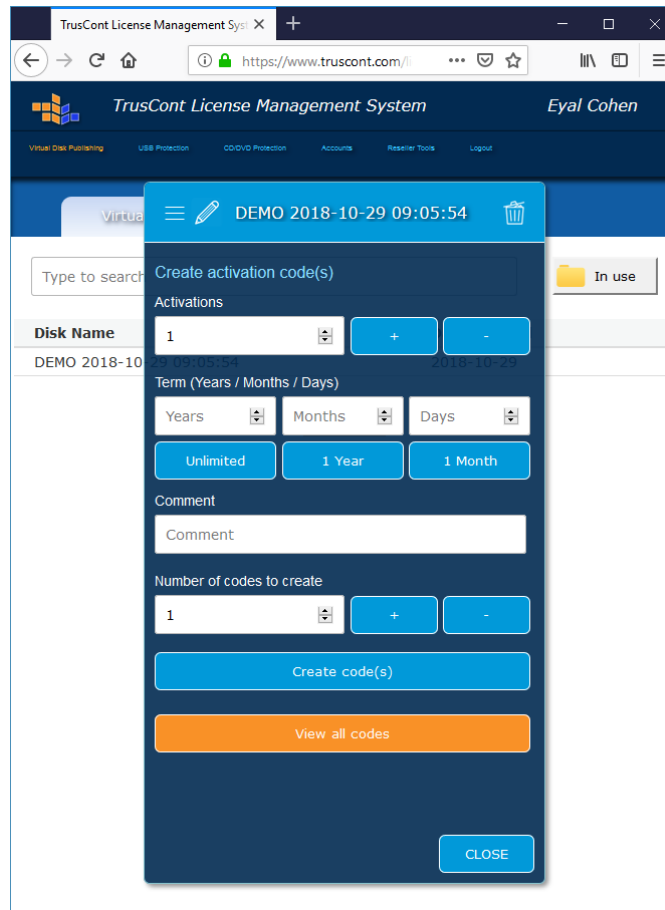 TrusCont License Management Syst
https://www.truscont.com/li
TrusCont License Management System
Eyal Cohen
Virtual Disk Publishing USB Protection CD/DVD Protection Accounts Reseller Tools Logout
Virtua
DEMO 2018-10-29 09:05:54
Type to search
Create activation code(s)
In use
Activations
Disk Name
1 + -
DEMO 2018-10-29 09:05:54 2018-10-29
Term (Years / Months / Days)
Years Months Days
Unlimited 1 Year 1 Month
Comment
Comment
Number of codes to create
1 + -
Create code(s)
View all codes
CLOSE